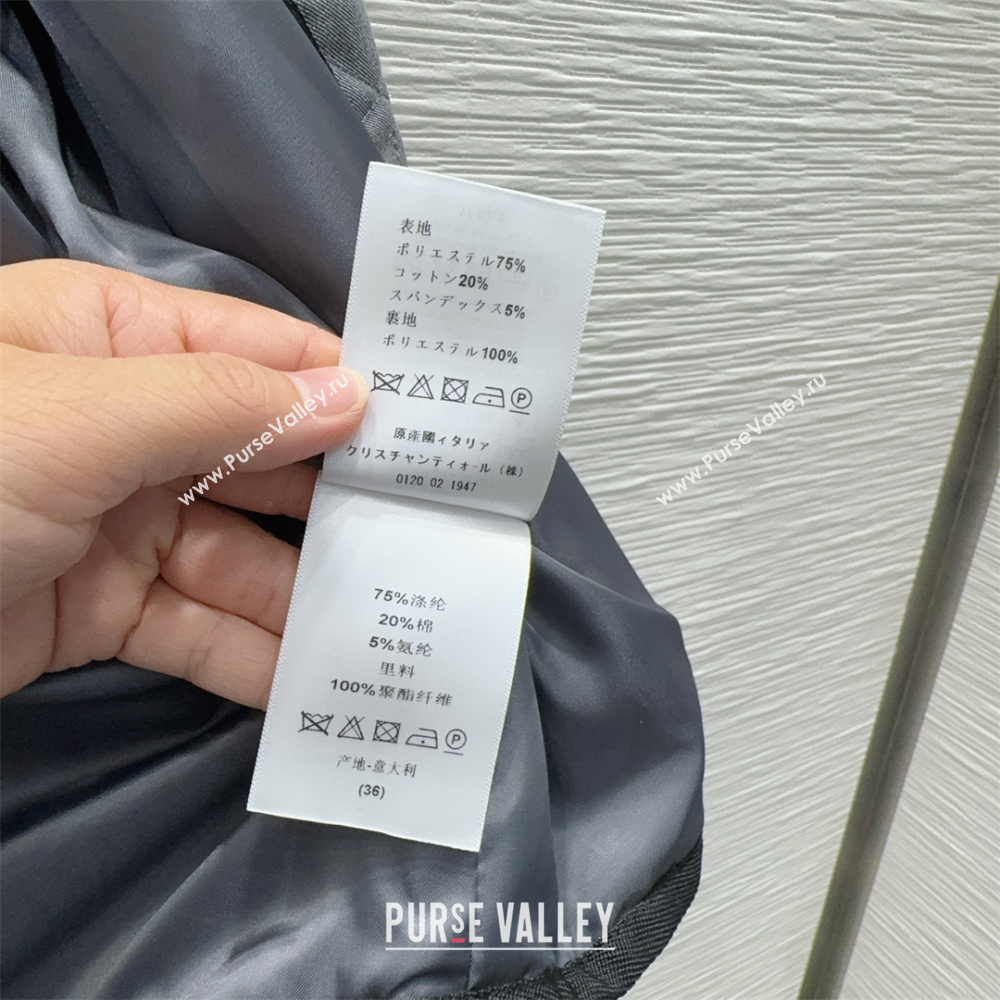 表地
ポリエステル75%
コットン20%
スパンデックス5%
裏地
ポリエステル100%
P
原産國ィタリァ
クリスチャンティオール（株）
0120 02 1947
75%涤纶
20%棉
5%氨纶
里料
100%聚酯纤维
P
产地-意大利
(36)
www.PurseValley.ru
www.PurseValley.ru
PURSE VALLEY